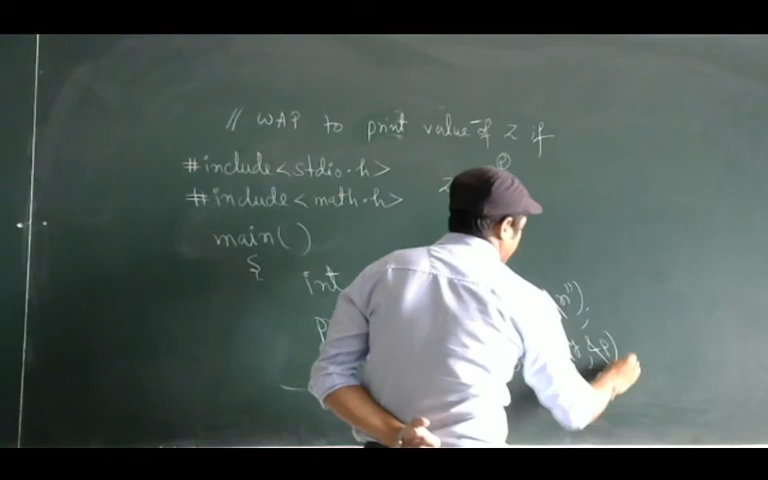 // WAP to print value of z if
#include<stdio.h>
z
#include<math.h>
main( )
{
int
n");
P
&p)